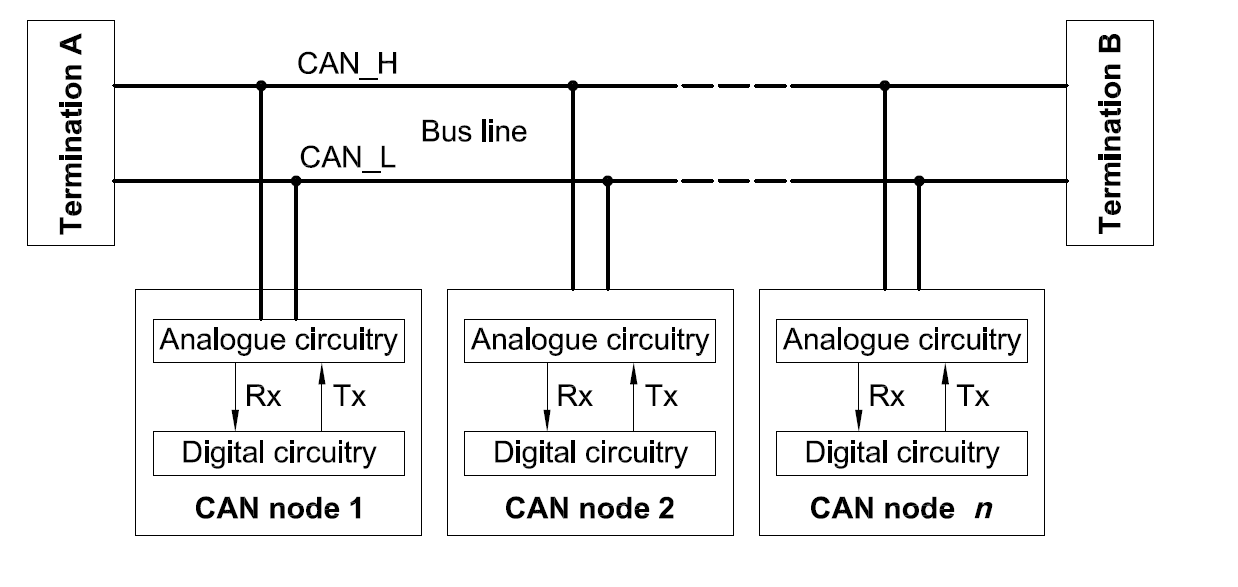 Termination A
CAN_H
Bus line
CAN_L
Termination B
Analogue circuitry
Rx
Tx
Digital circuitry
CAN node 1
Analogue circuitry
Rx
Tx
Digital circuitry
CAN node 2
Analogue circuitry
Rx
Tx
Digital circuitry
CAN node n